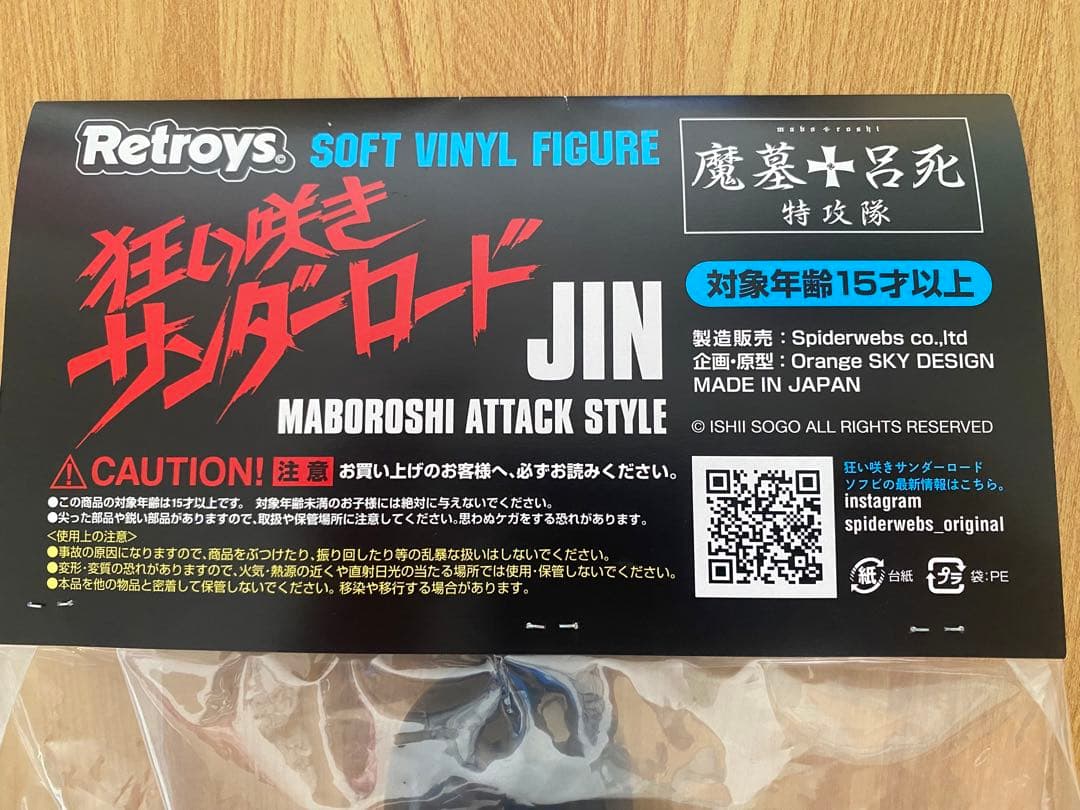 Retroys© SOFT VINYL FIGURE
狂い咲き
サンダーロード
JIN
MABOROSHI ATTACK STYLE
maboroshi
魔墓呂死
特攻隊
対象年齢15才以上
製造販売：Spiderwebs co.,ltd
企画・原型：Orange SKY DESIGN
MADE IN JAPAN
© ISHII SOGO ALL RIGHTS RESERVED
CAUTION! 注意 お買い上げのお客様へ、必ずお読みください。
●この商品の対象年齢は15才以上です。 対象年齢未満のお子様には絶対に与えないでください。
●尖った部品や鋭い部品がありますので、取扱や保管場所に注意してください。思わぬケガをする恐れがあります。
＜使用上の注意＞
●事故の原因になりますので、商品をぶつけたり、振り回したり等の乱暴な扱いはしないでください。
●変形・変質の恐れがありますので、火気・熱源の近くや直射日光の当たる場所では使用・保管しないでください。
●本品を他の物品と密着して保管しないでください。移染や移行する場合があります。
狂い咲きサンダーロード
ソフビの最新情報はこちら。
instagram
spiderwebs_original
紙 台紙 プラ 袋：PE